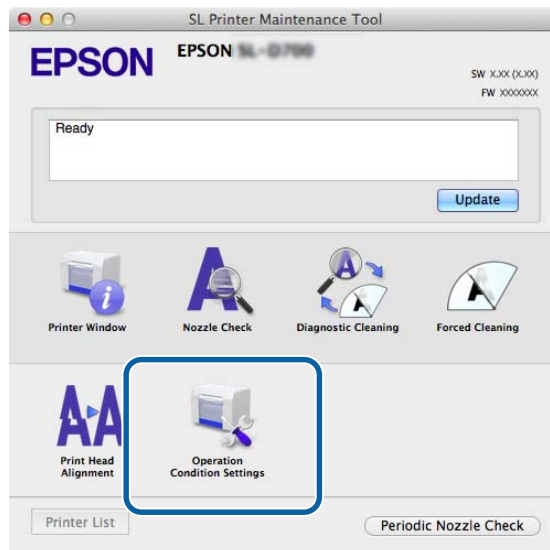 SL Printer Maintenance Tool
EPSON
EPSON
SW X.XX (X.XX)
FW XXXXXXX
Ready
Update
Printer Window
Nozzle Check
Diagnostic Cleaning
Forced Cleaning
Print Head
Alignment
Operation
Condition Settings
Printer List
Periodic Nozzle Check